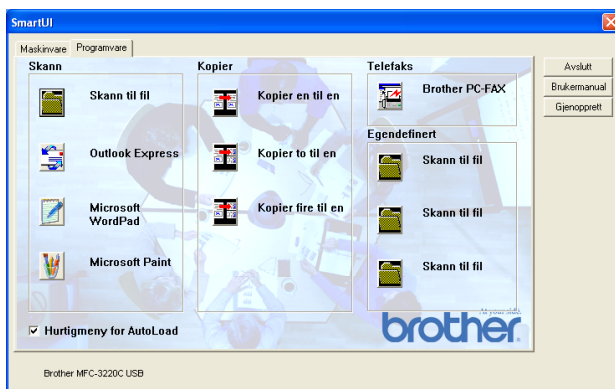 SmartUI
Maskinvare
Programvare
Skann
Skann til fil
Outlook Express
Microsoft
WordPad
Microsoft Paint
Kopier
Kopier en til en
Kopier to til en
Kopier fire til en
Telefaks
Brother PC-FAX
Egendefinert
Skann til fil
Skann til fil
Skann til fil
Avslutt
Brukermanual
Gjenopprett
Hurtigmeny for AutoLoad
brother
Brother MFC-3220C USB